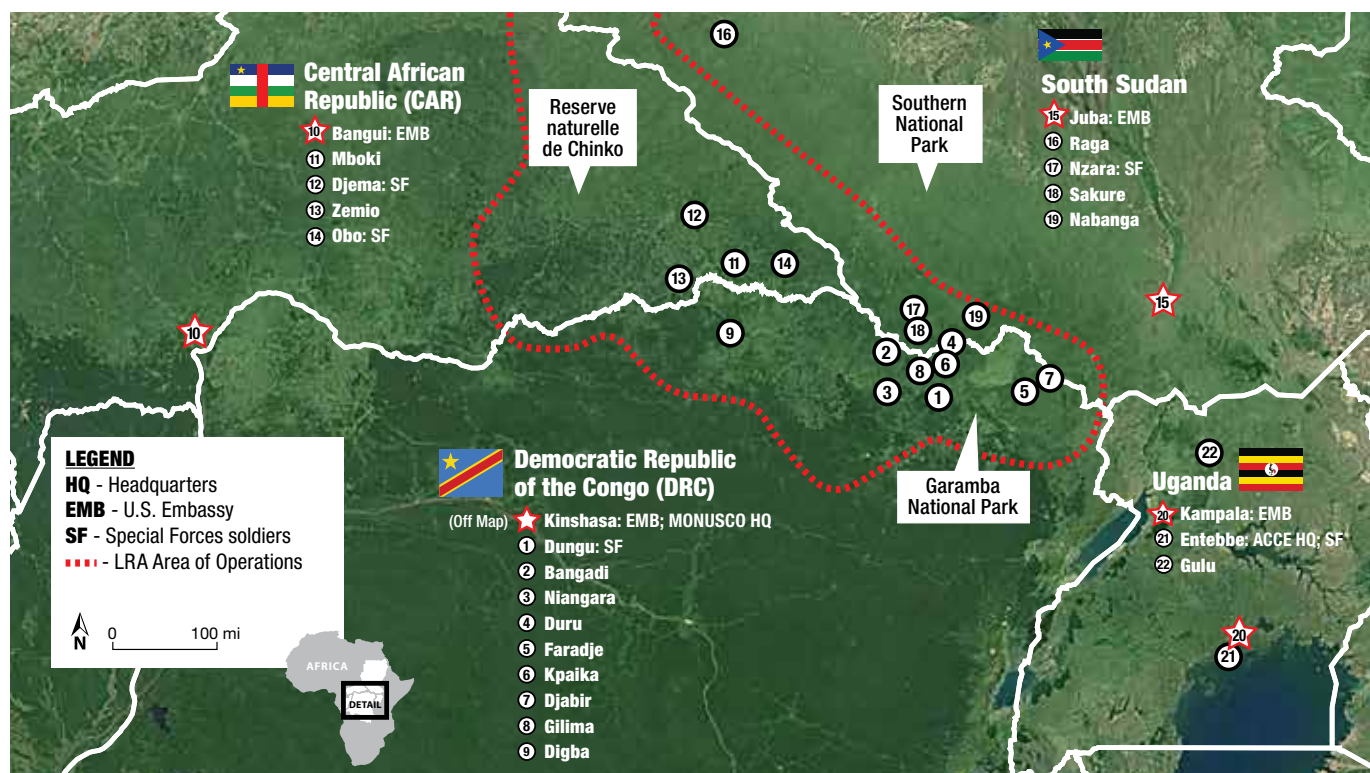 Central African
Republic (CAR)
10 Bangui: EMB
11 Mboki
12 Djema: SF
13 Zemio
14 Obo: SF
Reserve
naturelle
de Chinko
Southern
National
Park
South Sudan
15 Juba: EMB
16 Raga
17 Nzara: SF
18 Sakure
19 Nabanga
16
12
11
14
13
9
17
18
19
2
4
6
8
3
1
5
7
15
10
22
LEGEND
HQ - Headquarters
EMB - U.S. Embassy
SF - Special Forces soldiers
LRA Area of Operations
N
0 100 mi
AFRICA
DETAIL
Democratic Republic
of the Congo (DRC)
(Off Map) Kinshasa: EMB; MONUSCO HQ
1 Dungu: SF
2 Bangadi
3 Niangara
4 Duru
5 Faradje
6 Kpaika
7 Djabir
8 Gilima
9 Digba
Garamba
National Park
Uganda
20 Kampala: EMB
21 Entebbe: ACCE HQ; SF
22 Gulu
20
21